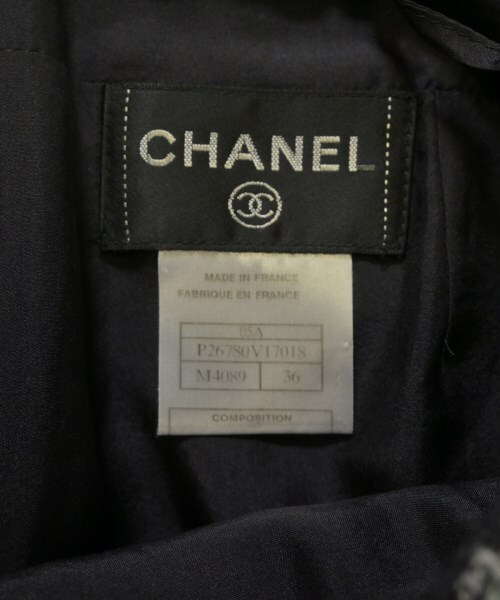 CHANEL
MADE IN FRANCE
FABRIQUE EN FRANCE
05A
P26780V17018
M4089 36
COMPOSITION